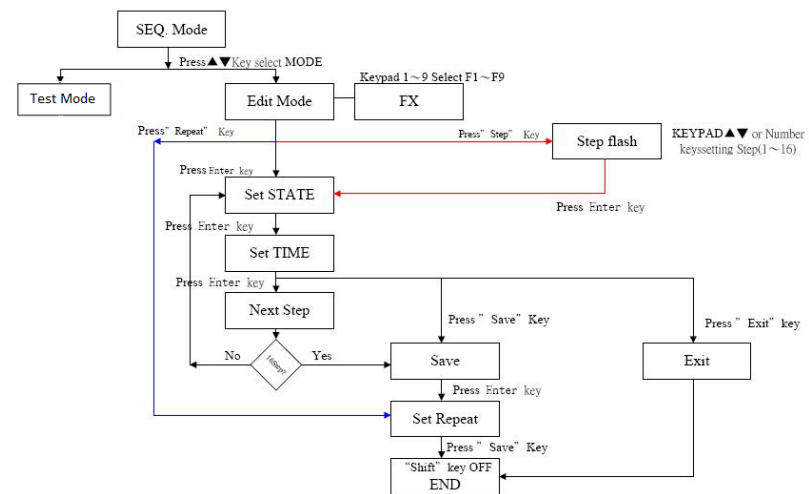 SEQ. Mode
Press▲▼Key select MODE
Test Mode
Edit Mode
Keypad 1～9 Select F1～F9
FX
Press” Repeat” Key
Press” Step” Key
Step flash
KEYPAD▲▼ or Number
keyssetting Step(1～16)
Press Enter key
Set STATE
Press Enter key
Press Enter key
Set TIME
Press Enter key
Next Step
Press ” Save” Key
Press ” Exit” key
No
16Step?
Yes
Save
Exit
Press Enter key
Set Repeat
Press ” Save” Key
“Shift” key OFF
END